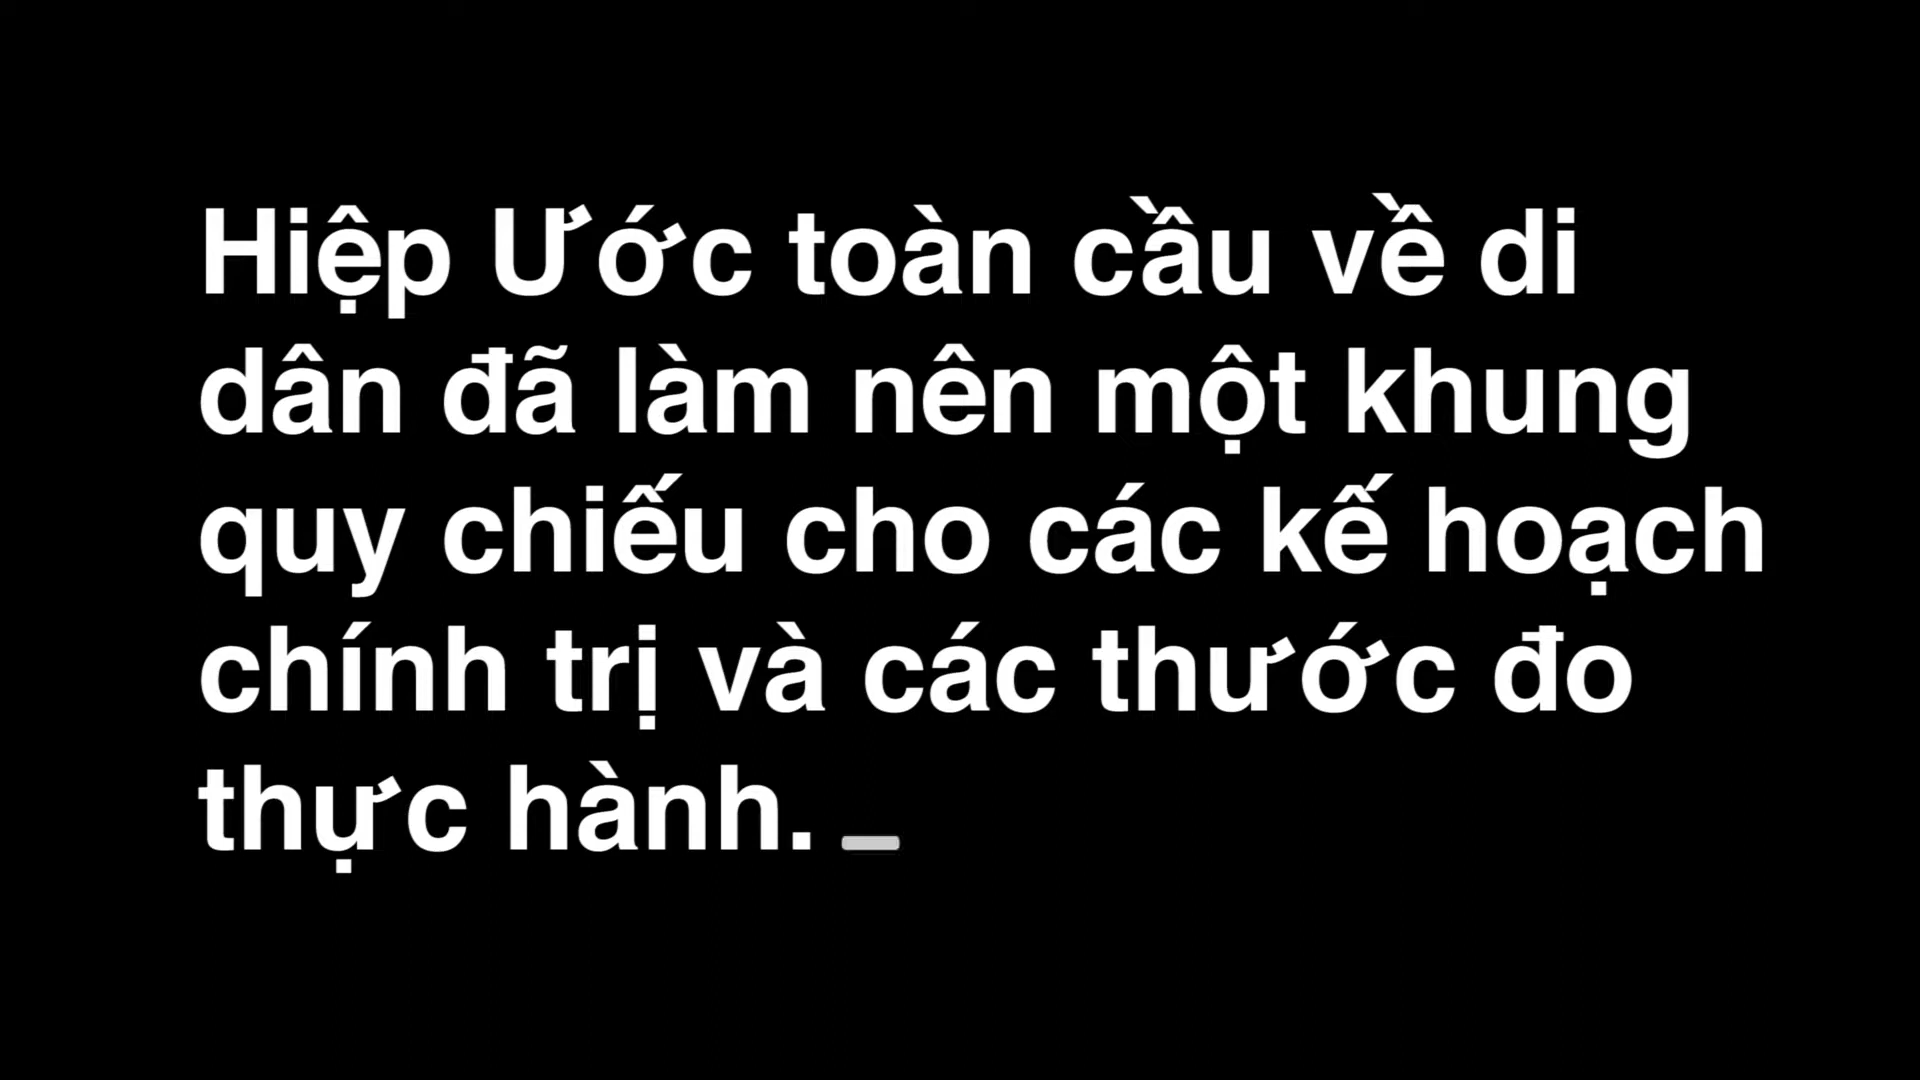 Hiệp Ước toàn cầu về di
dân đã làm nên một khung
quy chiếu cho các kế hoạch
chính trị và các thước đo
thực hành. _